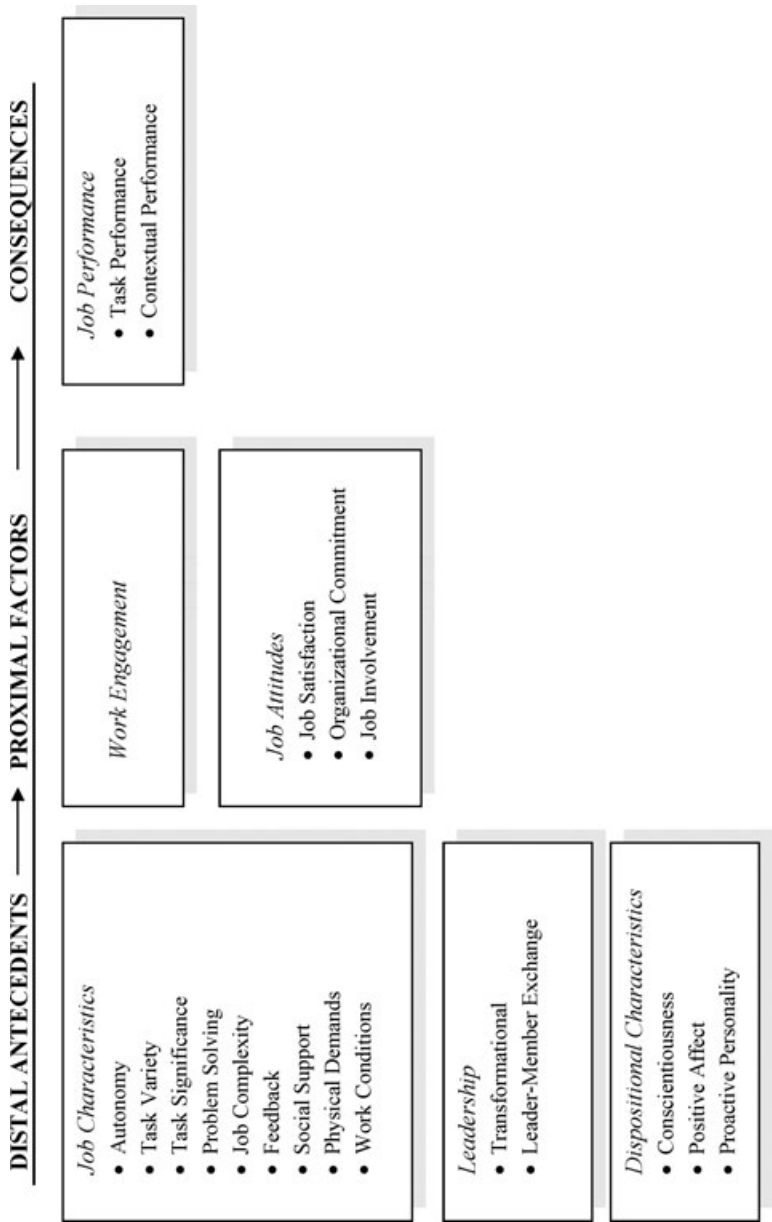 DISTAL ANTECEDENTS → PROXIMAL FACTORS → CONSEQUENCES
Job Characteristics
• Autonomy
• Task Variety
• Task Significance
• Problem Solving
• Job Complexity
• Feedback
• Social Support
• Physical Demands
• Work Conditions
Leadership
• Transformational
• Leader-Member Exchange
Dispositional Characteristics
• Conscientiousness
• Positive Affect
• Proactive Personality
Work Engagement
Job Attitudes
• Job Satisfaction
• Organizational Commitment
• Job Involvement
Job Performance
• Task Performance
• Contextual Performance